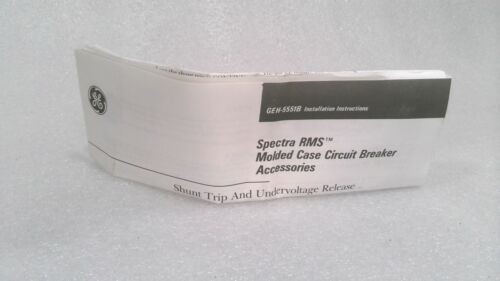 GEH-5551B Installation Instructions
Spectra RMS™
Molded Case Circuit Breaker
Accessories
Shunt Trip And Undervoltage Release